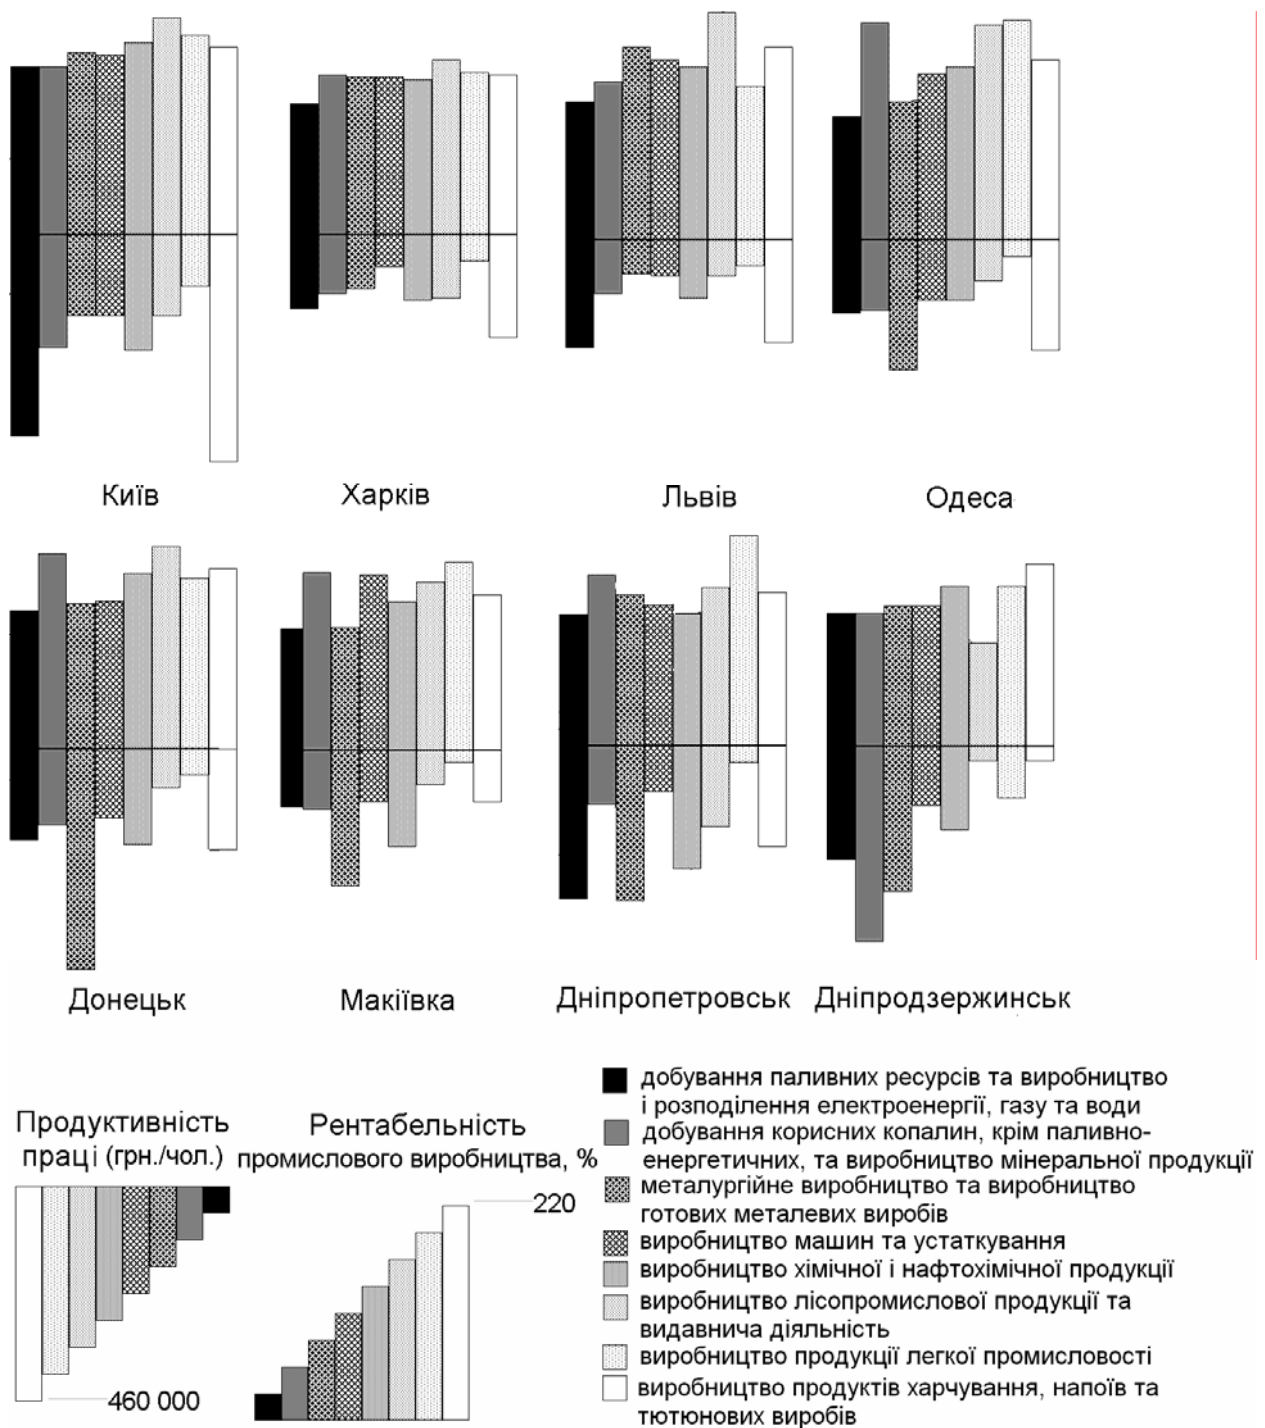 Київ
Харків
Львів
Одеса
Донецьк
Макіївка
Дніпропетровськ
Дніпродзержинськ
Продуктивність
праці (грн./чол.)
460 000
Рентабельність
промислового виробництва, %
220
добування паливних ресурсів та виробництво
і розподілення електроенергії, газу та води
добування корисних копалин, крім паливно-
енергетичних, та виробництво мінеральної продукції
металургійне виробництво та виробництво
готових металевих виробів
виробництво машин та устаткування
виробництво хімічної і нафтохімічної продукції
виробництво лісопромислової продукції та
видавнича діяльність
виробництво продукції легкої промисловості
виробництво продуктів харчування, напоїв та
тютюнових виробів